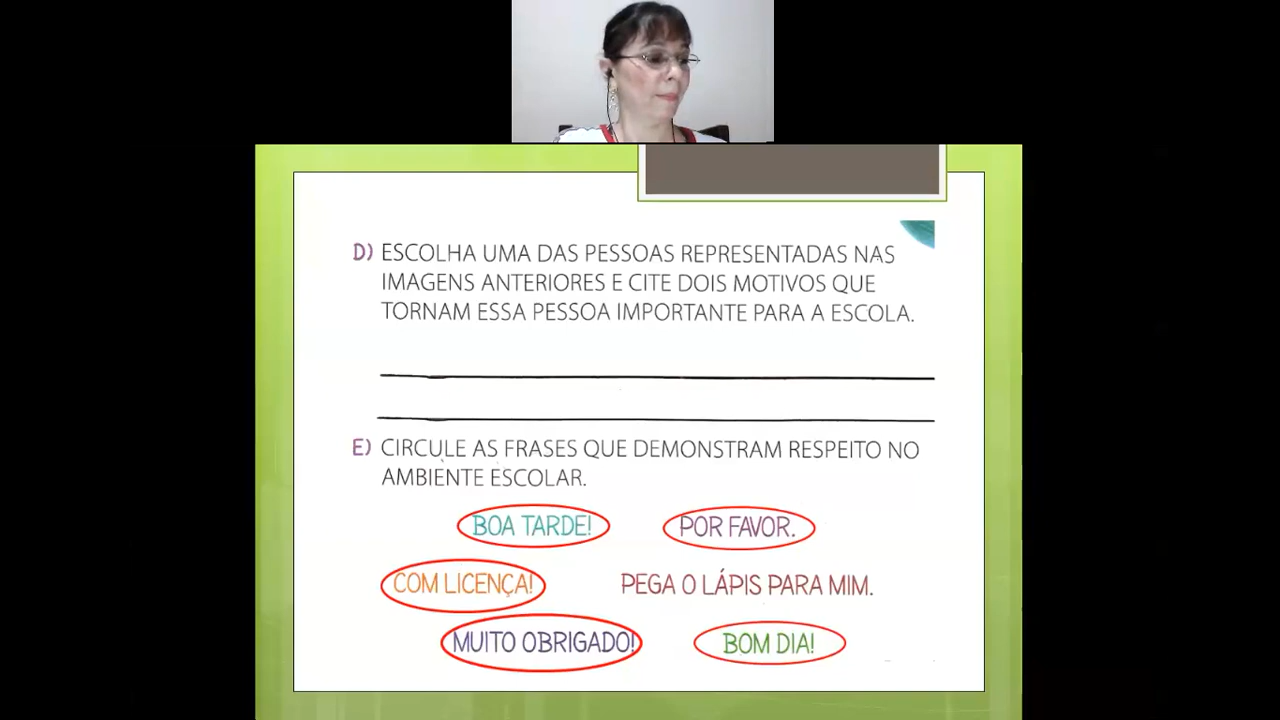 D) ESCOLHA UMA DAS PESSOAS REPRESENTADAS NAS
IMAGENS ANTERIORES E CITE DOIS MOTIVOS QUE
TORNAM ESSA PESSOA IMPORTANTE PARA A ESCOLA.
E) CIRCULE AS FRASES QUE DEMONSTRAM RESPEITO NO
AMBIENTE ESCOLAR.
BOA TARDE! POR FAVOR.
COM LICENÇA! PEGA O LÁPIS PARA MIM.
MUITO OBRIGADO! BOM DIA!